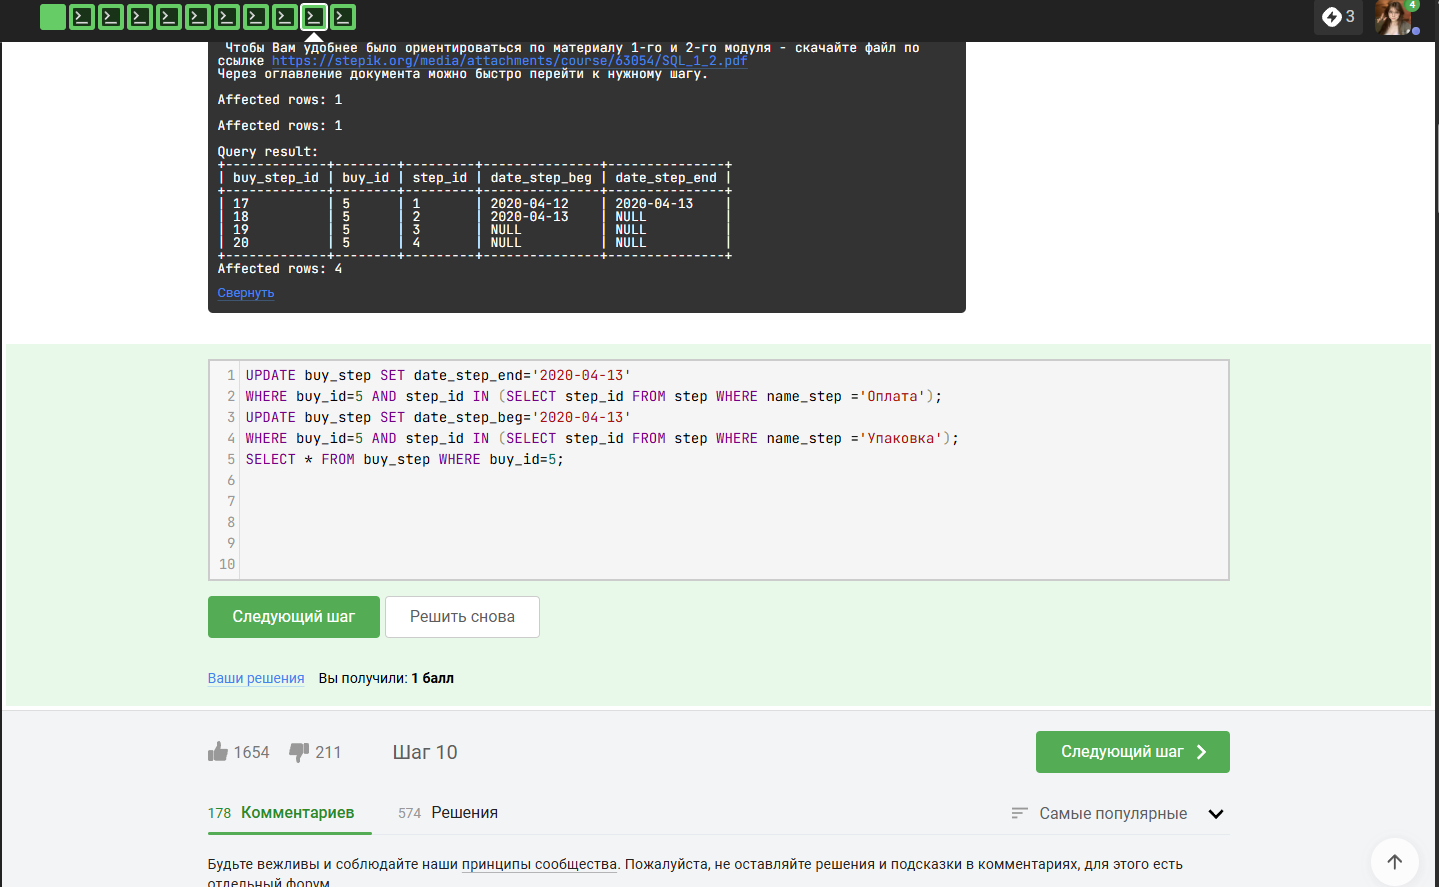 3
4
Чтобы Вам удобнее было ориентироваться по материалу 1-го и 2-го модуля - скачайте файл по
ссылке https://stepik.org/media/attachments/course/63054/SQL_1_2.pdf
Через оглавление документа можно быстро перейти к нужному шагу.
Affected rows: 1
Affected rows: 1
Query result:
+-------------+--------+---------+---------------+---------------+
| buy_step_id | buy_id | step_id | date_step_beg | date_step_end |
+-------------+--------+---------+---------------+---------------+
| 17 | 5 | 1 | 2020-04-12 | 2020-04-13 |
| 18 | 5 | 2 | 2020-04-13 | NULL |
| 19 | 5 | 3 | NULL | NULL |
| 20 | 5 | 4 | NULL | NULL |
+-------------+--------+---------+---------------+---------------+
Affected rows: 4
Свернуть
1 UPDATE buy_step SET date_step_end='2020-04-13'
2 WHERE buy_id=5 AND step_id IN (SELECT step_id FROM step WHERE name_step ='Оплата');
3 UPDATE buy_step SET date_step_beg='2020-04-13'
4 WHERE buy_id=5 AND step_id IN (SELECT step_id FROM step WHERE name_step ='Упаковка');
5 SELECT * FROM buy_step WHERE buy_id=5;
6
7
8
9
10
Следующий шаг Решить снова
Ваши решения Вы получили: 1 балл
1654 211 Шаг 10 Следующий шаг
178 Комментариев 574 Решения Самые популярные
Будьте вежливы и соблюдайте наши принципы сообщества. Пожалуйста, не оставляйте решения и подсказки в комментариях, для этого есть
отдельный форум